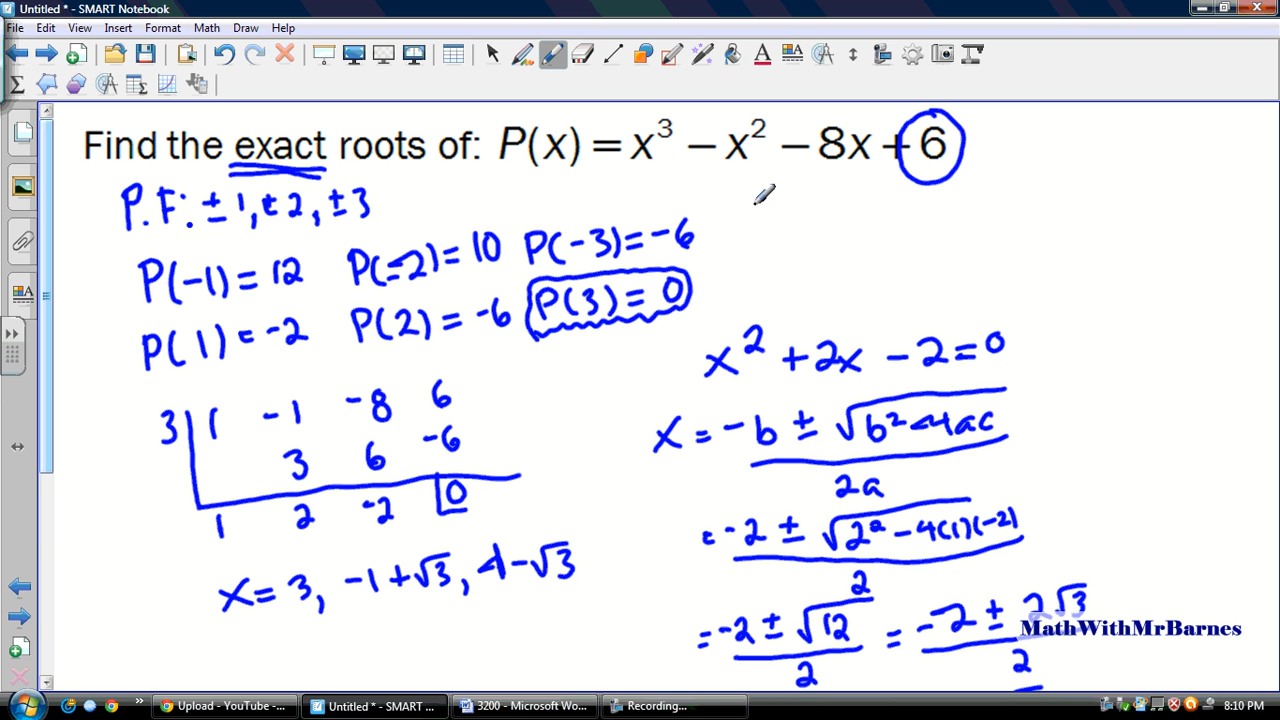 Untitled * - SMART Notebook
File Edit View Insert Format Math Draw Help
Find the exact roots of: P(x) = x³ − x² − 8x + 6
P.F: ±1, ±2, ±3
P(-1) = 12 P(-2) = 10 P(-3) = -6
P(1) = -2 P(2) = -6 P(3) = 0
3 | 1 -1 -8 6
3 6 -6
1 2 -2 0
x = 3, -1+√3, -1-√3
x² + 2x - 2 = 0
x = -b ± √b² - 4ac
2a
= -2 ± √2² - 4(1)(-2)
2
= -2 ± √12 = -2 ± 2√3
2 2
MathWithMrBarnes
Upload - YouTube -... Untitled * - SMART ... 3200 - Microsoft Wo... Recording... 8:10 PM